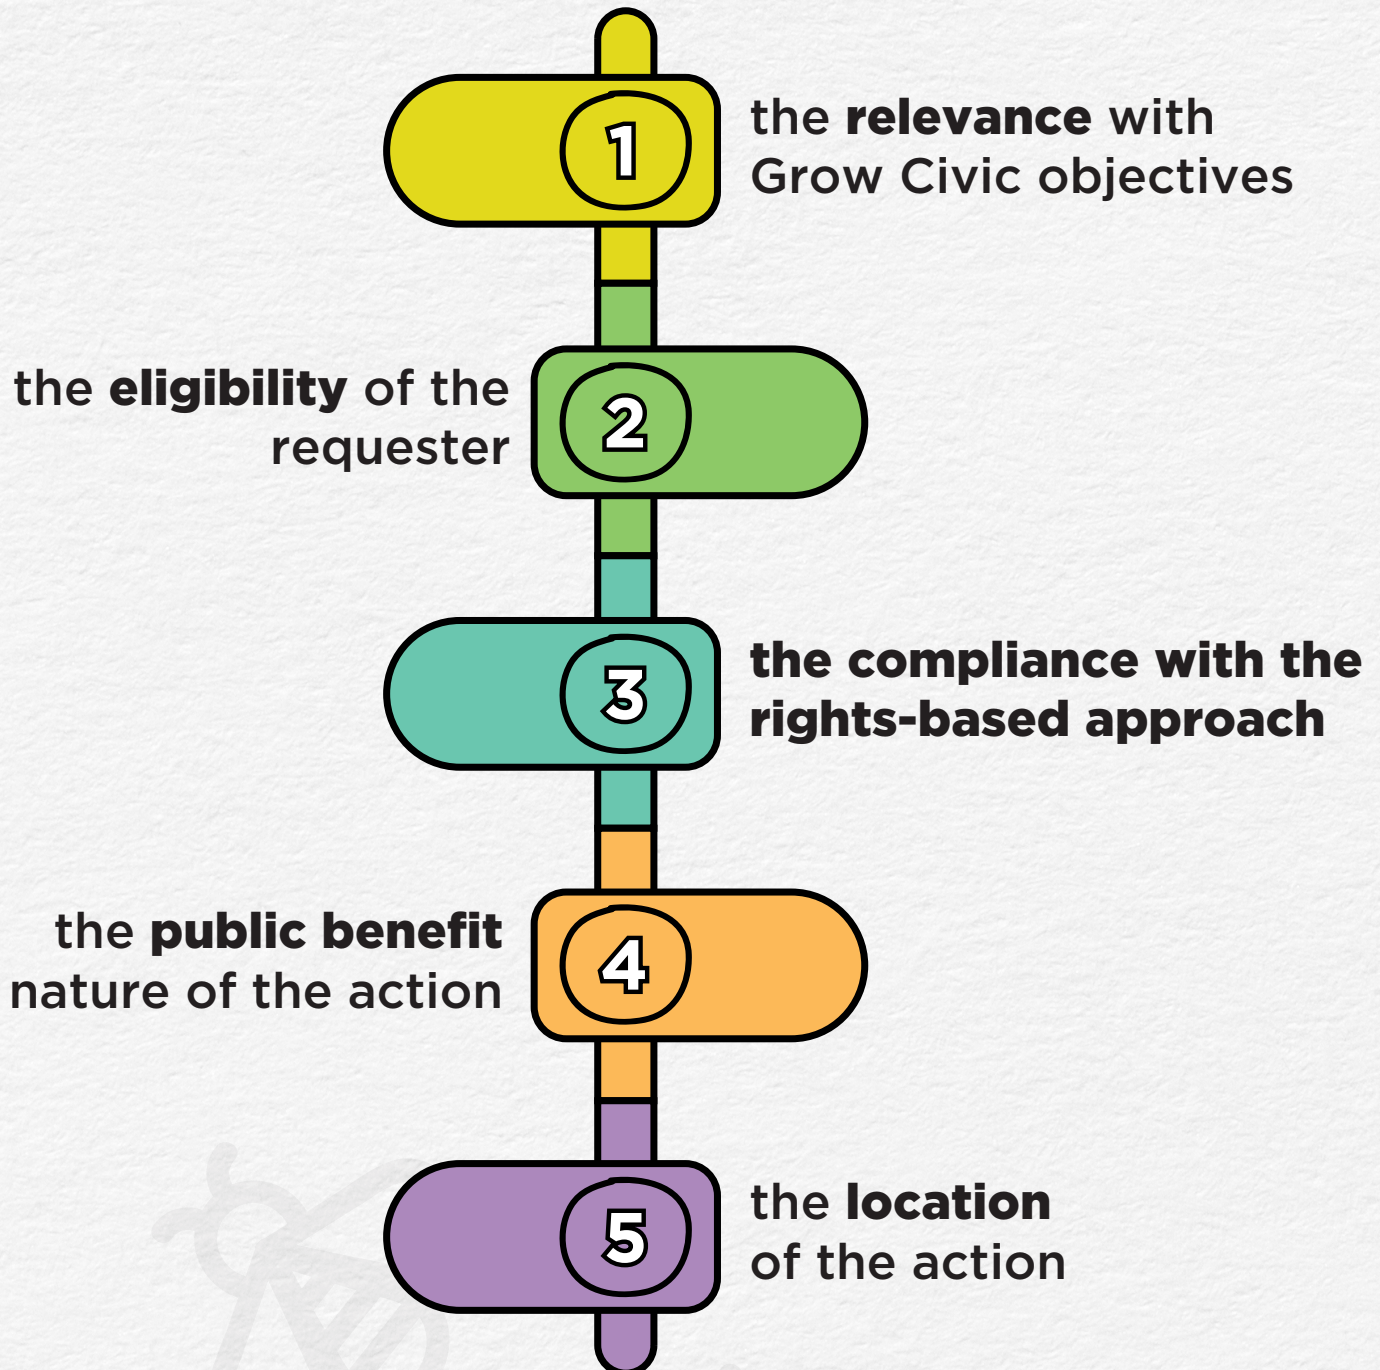 1
the relevance with
Grow Civic objectives
2
the eligibility of the
requester
3
the compliance with the
rights-based approach
4
the public benefit
nature of the action
5
the location
of the action